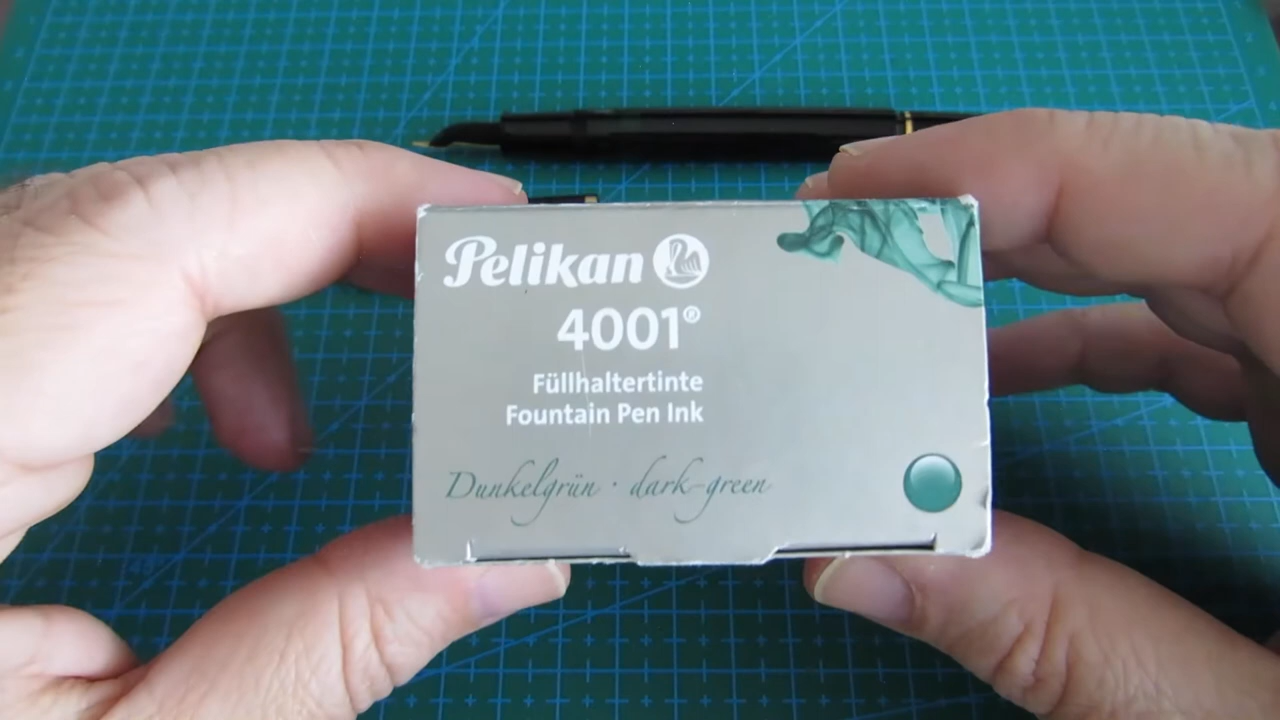 Pelikan
4001®
Füllhaltertinte
Fountain Pen Ink
Dunkelgrün · dark-green